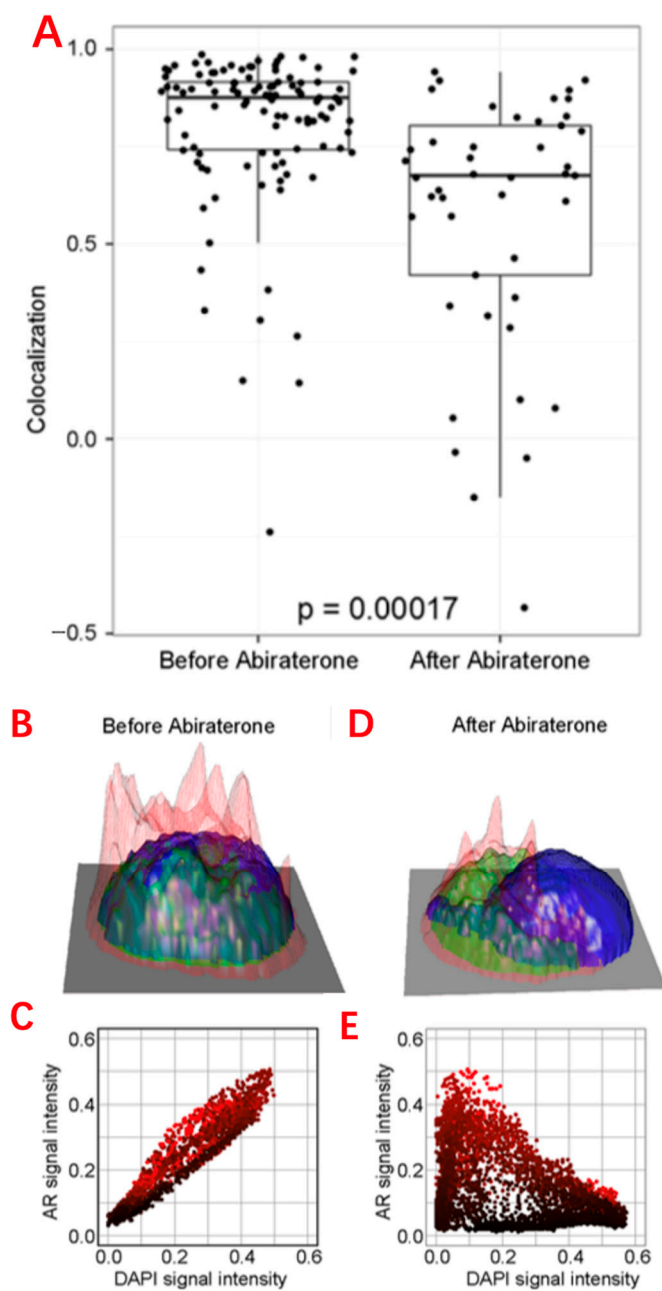 A
1.0
0.5
0.0
−0.5
Colocalization
p = 0.00017
Before Abiraterone After Abiraterone
B Before Abiraterone D After Abiraterone
C E
0.6 0.6
0.4 0.4
0.2 0.2
0.0 0.0
AR signal intensity AR signal intensity
0.0 0.2 0.4 0.6 0.0 0.2 0.4 0.6
DAPI signal intensity DAPI signal intensity